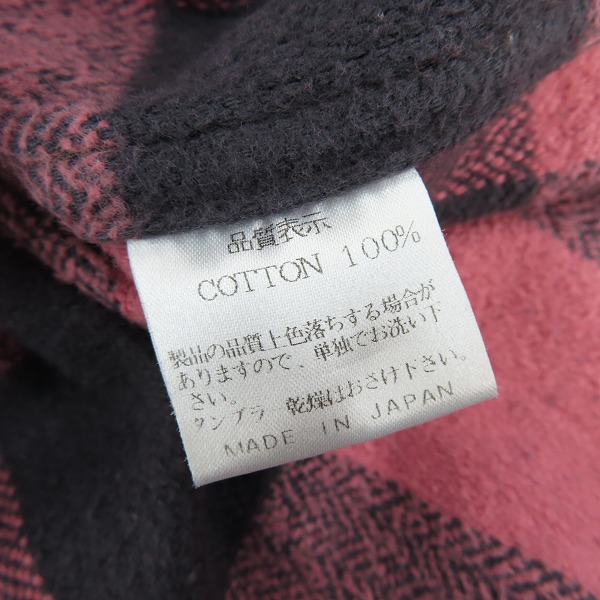 品質表示
COTTON 100%
製品の品質上色落ちする場合が
ありますので、単独でお洗い下
さい。
タンブラー乾燥はおさけ下さい。
MADE IN JAPAN